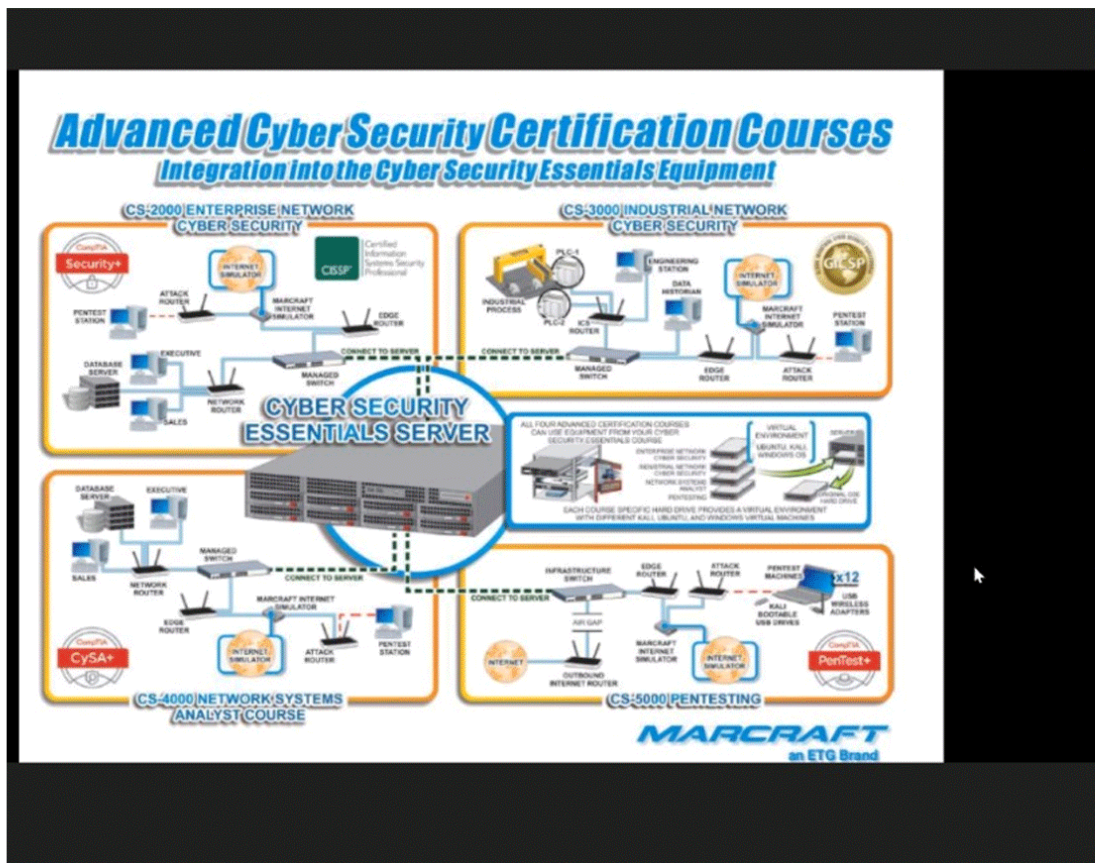 Advanced Cyber Security Certification Courses
Integration into the Cyber Security Essentials Equipment
CS-2000 ENTERPRISE NETWORK
CYBER SECURITY
CompTIA
Security+
INTERNET
SIMULATOR
CISSP
Certified
Information
Systems Security
Professional
ATTACK
ROUTER
PENTEST
STATION
MARCRAFT
INTERNET
SIMULATOR
EDGE
ROUTER
CONNECT TO SERVER
EXECUTIVE
DATABASE
SERVER
MANAGED
SWITCH
NETWORK
ROUTER
SALES
CS-3000 INDUSTRIAL NETWORK
CYBER SECURITY
PLC-1
ENGINEERING
STATION
INTERNET
SIMULATOR
GICSP
DATA
HISTORIAN
INDUSTRIAL
PROCESS
PLC-2
ICS
ROUTER
MARCRAFT
INTERNET
SIMULATOR
PENTEST
STATION
CONNECT TO SERVER
MANAGED
SWITCH
EDGE
ROUTER
ATTACK
ROUTER
CYBER SECURITY
ESSENTIALS SERVER
ALL FOUR ADVANCED CERTIFICATION COURSES
CAN USE EQUIPMENT FROM YOUR CYBER
SECURITY ESSENTIALS COURSE
ENTERPRISE NETWORK
CYBER SECURITY
INDUSTRIAL NETWORK
CYBER SECURITY
NETWORK SYSTEMS
ANALYST
PENTESTING
VIRTUAL
ENVIRONMENT
UBUNTU, KALI,
WINDOWS OS
ORIGINAL CSE
HARD DRIVE
EACH COURSE SPECIFIC HARD DRIVE PROVIDES A VIRTUAL ENVIRONMENT
WITH DIFFERENT KALI, UBUNTU, AND WINDOWS VIRTUAL MACHINES
DATABASE
SERVER
EXECUTIVE
SALES
NETWORK
ROUTER
MANAGED
SWITCH
CONNECT TO SERVER
MARCRAFT INTERNET
SIMULATOR
EDGE
ROUTER
INTERNET
SIMULATOR
ATTACK
ROUTER
PENTEST
STATION
CompTIA
CySA+
CS-4000 NETWORK SYSTEMS
ANALYST COURSE
INFRASTRUCTURE
SWITCH
EDGE
ROUTER
ATTACK
ROUTER
PENTEST
MACHINES
x12
CONNECT TO SERVER
KALI
BOOTABLE
USB DRIVES
USB
WIRELESS
ADAPTERS
AIR GAP
MARCRAFT
INTERNET
SIMULATOR
INTERNET
SIMULATOR
INTERNET
OUTBOUND
INTERNET ROUTER
CompTIA
PenTest+
CS-5000 PENTESTING
MARCRAFT
an ETG Brand